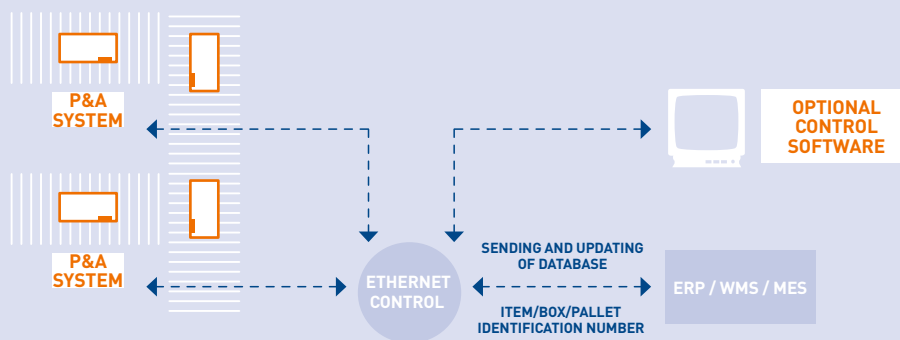 P&A
SYSTEM
OPTIONAL
CONTROL
SOFTWARE
P&A
SYSTEM
ETHERNET
CONTROL
SENDING AND UPDATING
OF DATABASE
ITEM/BOX/PALLET
IDENTIFICATION NUMBER
ERP / WMS / MES